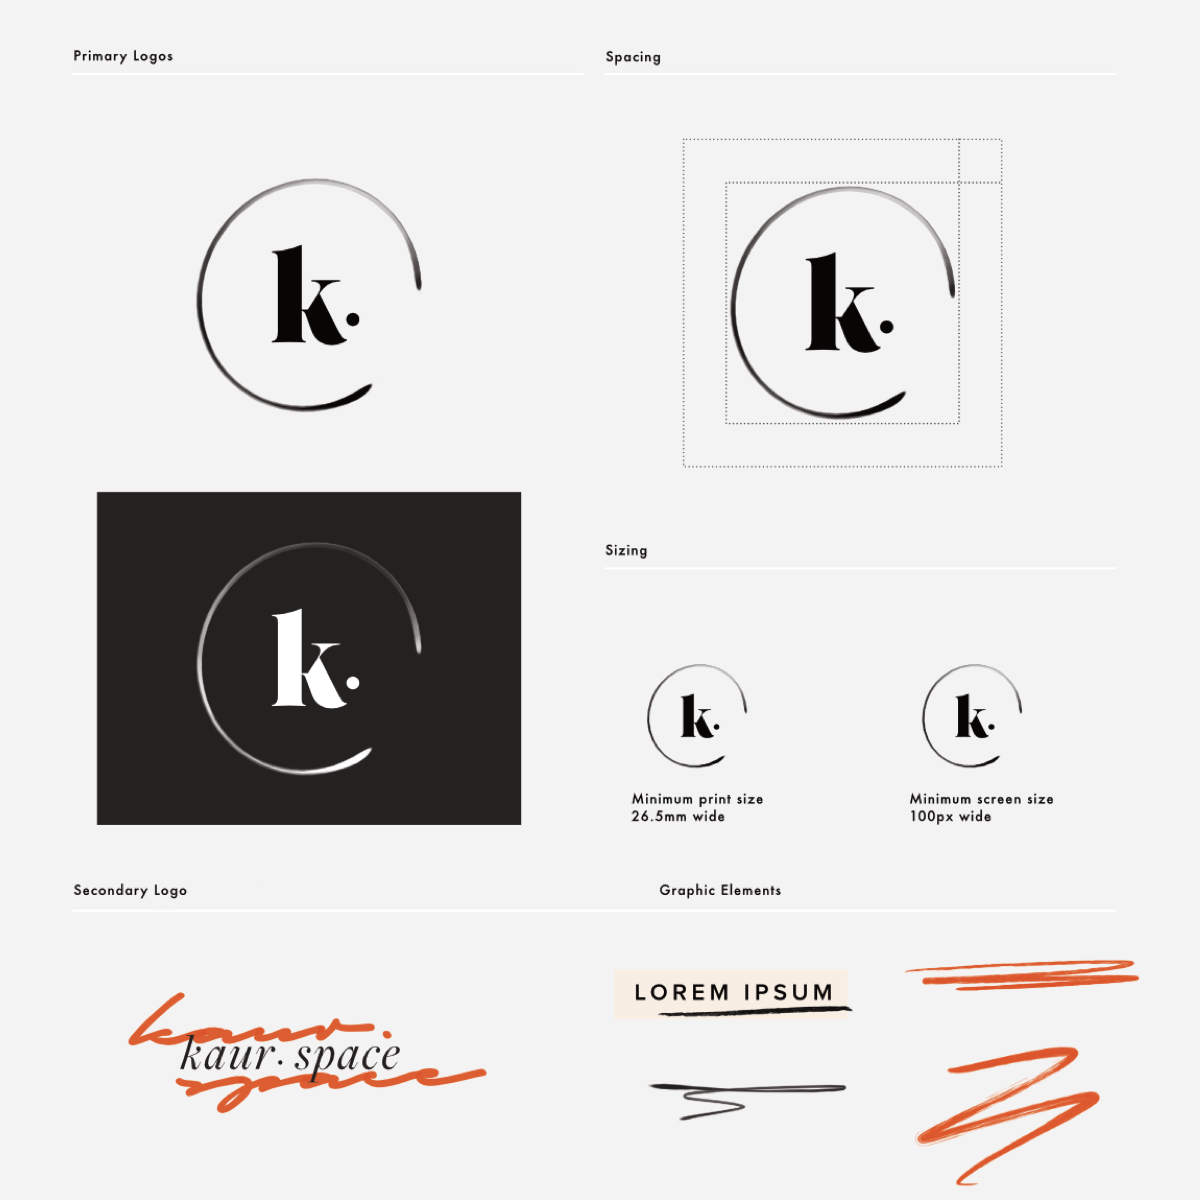 Primary Logos
Spacing
k.
k.
k.
Sizing
k.
k.
Minimum print size
26.5mm wide
Minimum screen size
100px wide
Secondary Logo
Graphic Elements
kaur.
kaur. space
space
LOREM IPSUM